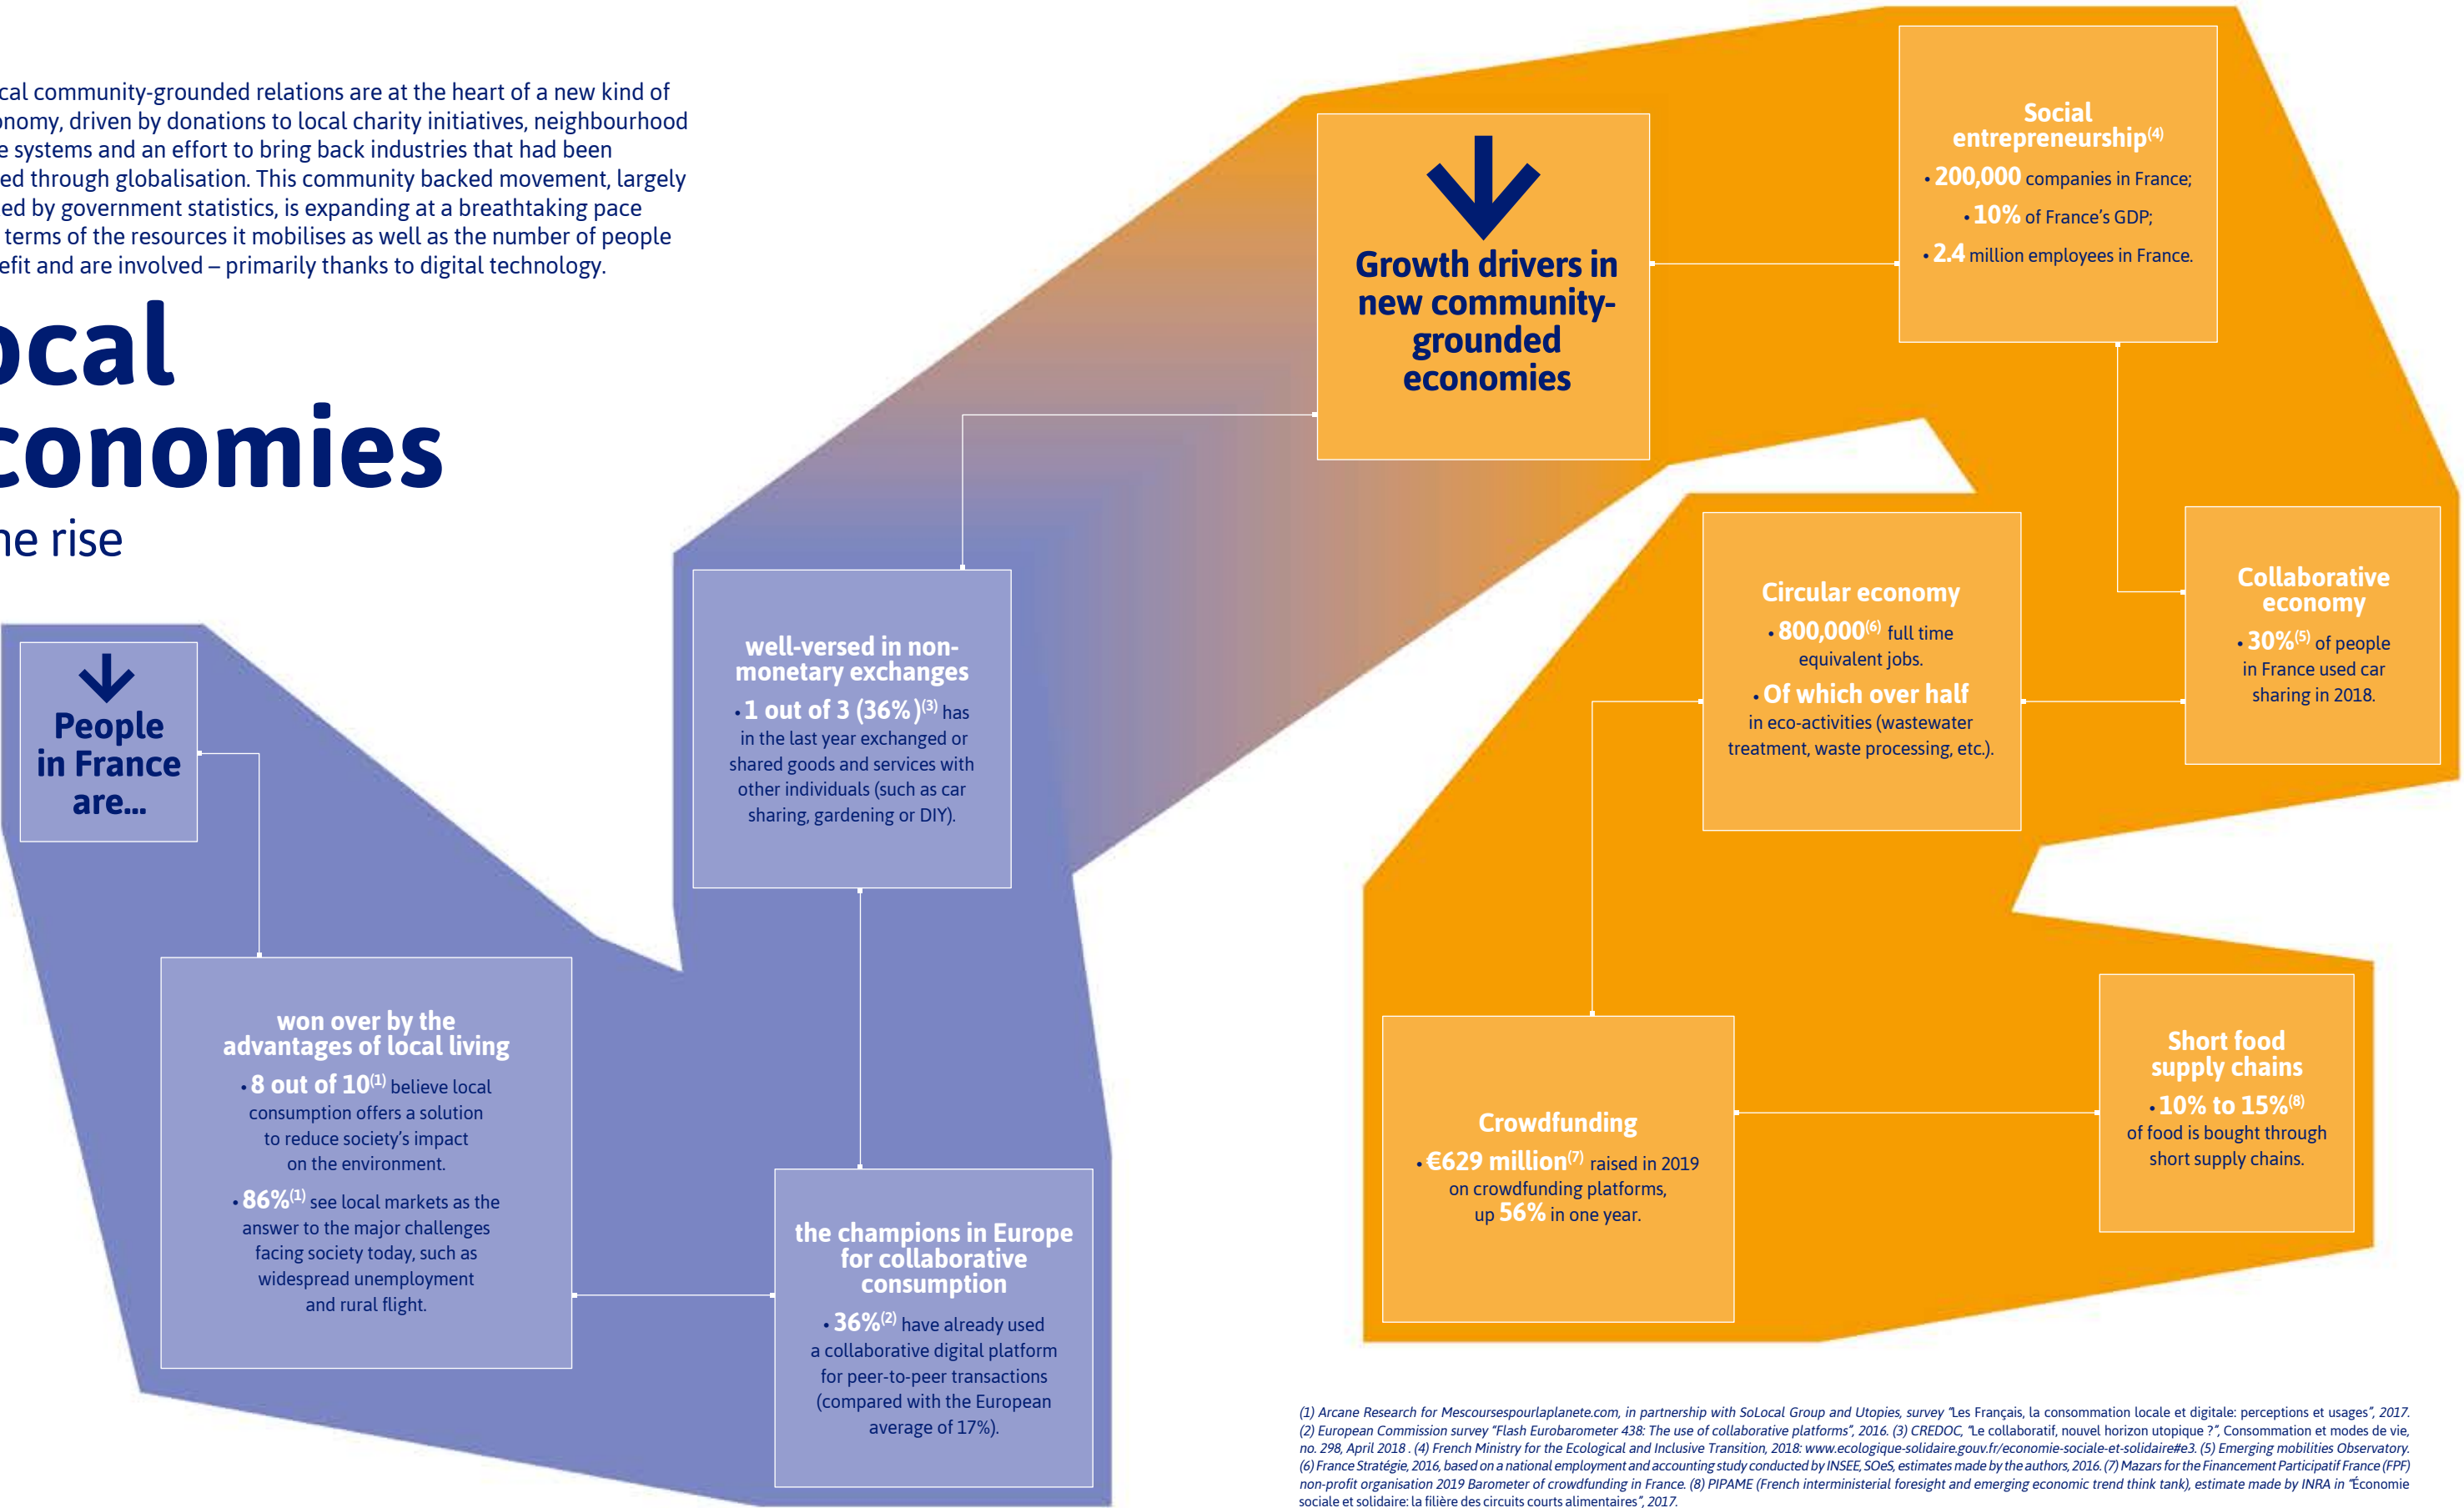 cal community-grounded relations are at the heart of a new kind of
onomy, driven by donations to local charity initiatives, neighbourhood
e systems and an effort to bring back industries that had been
ed through globalisation. This community backed movement, largely
ed by government statistics, is expanding at a breathtaking pace
terms of the resources it mobilises as well as the number of people
efit and are involved – primarily thanks to digital technology.
ocal
conomies
he rise
People
in France
are...
won over by the
advantages of local living
• 8 out of 10(1) believe local
consumption offers a solution
to reduce society's impact
on the environment.
• 86%(1) see local markets as the
answer to the major challenges
facing society today, such as
widespread unemployment
and rural flight.
the champions in Europe
for collaborative
consumption
• 36%(2) have already used
a collaborative digital platform
for peer-to-peer transactions
(compared with the European
average of 17%).
well-versed in non-
monetary exchanges
• 1 out of 3 (36%)(3) has
in the last year exchanged or
shared goods and services with
other individuals (such as car
sharing, gardening or DIY).
Growth drivers in
new community-
grounded
economies
Social
entrepreneurship(4)
• 200,000 companies in France;
• 10% of France's GDP;
• 2.4 million employees in France.
Collaborative
economy
• 30%(5) of people
in France used car
sharing in 2018.
Circular economy
• 800,000(6) full time
equivalent jobs.
• Of which over half
in eco-activities (wastewater
treatment, waste processing, etc.).
Crowdfunding
• €629 million(7) raised in 2019
on crowdfunding platforms,
up 56% in one year.
Short food
supply chains
• 10% to 15%(8)
of food is bought through
short supply chains.
(1) Arcane Research for Mescoursespourlaplanete.com, in partnership with SoLocal Group and Utopies, survey "Les Français, la consommation locale et digitale: perceptions et usages", 2017.
(2) European Commission survey "Flash Eurobarometer 438: The use of collaborative platforms", 2016. (3) CREDOC, "Le collaboratif, nouvel horizon utopique ?", Consommation et modes de vie,
no. 298, April 2018 . (4) French Ministry for the Ecological and Inclusive Transition, 2018: www.ecologique-solidaire.gouv.fr/economie-sociale-et-solidaire#e3. (5) Emerging mobilities Observatory.
(6) France Stratégie, 2016, based on a national employment and accounting study conducted by INSEE, SOeS, estimates made by the authors, 2016. (7) Mazars for the Financement Participatif France (FPF)
non-profit organisation 2019 Barometer of crowdfunding in France. (8) PIPAME (French interministerial foresight and emerging economic trend think tank), estimate made by INRA in "Économie
sociale et solidaire: la filière des circuits courts alimentaires", 2017.